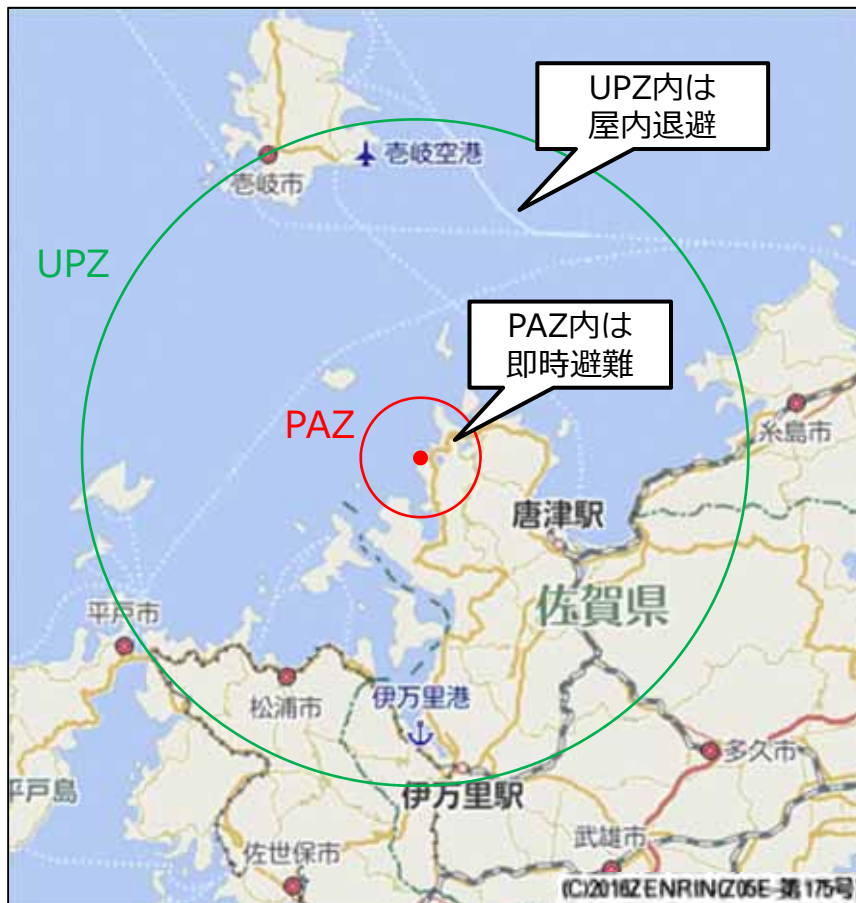 UPZ内は
屋内退避
壱岐空港
壱岐市
UPZ
PAZ内は
即時避難
PAZ
糸島市
唐津駅
佐賀県
平戸市
松浦市
伊万里港
多久市
平戸島
伊万里駅
武雄市
佐世保市
(C)2016ZENRIN(Z05E-第175号)